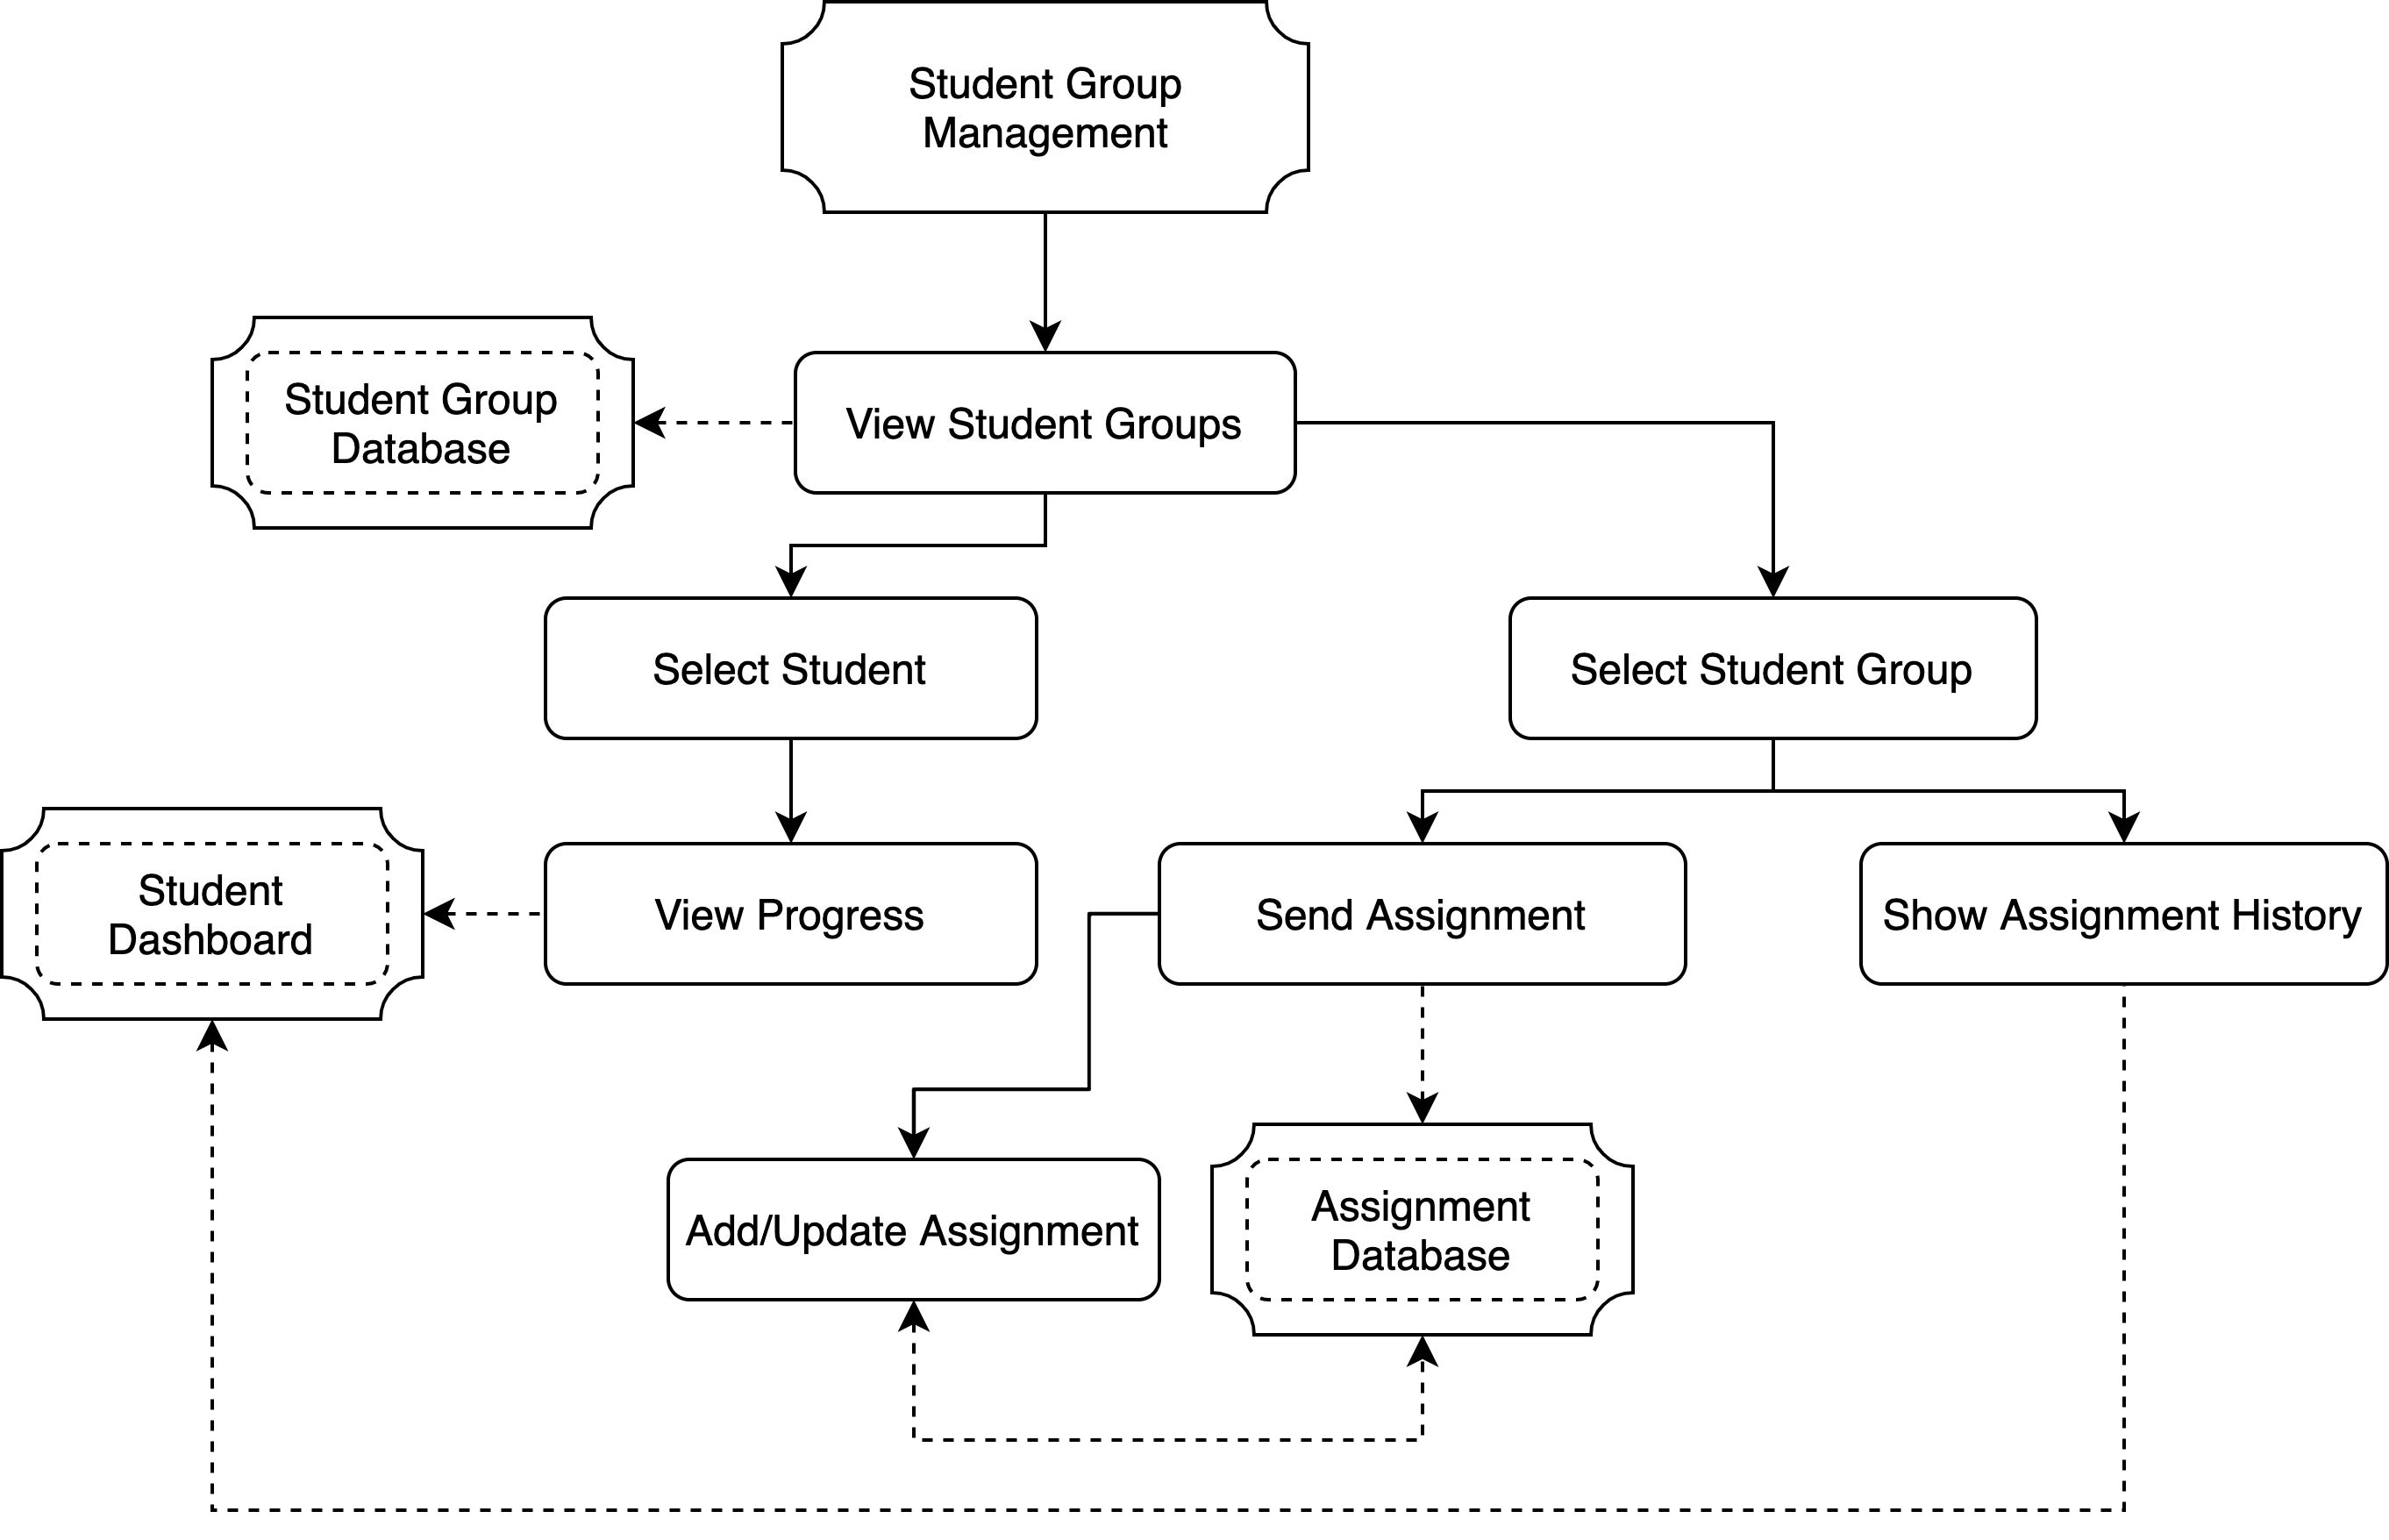 Student Group
Management
Student Group
Database
View Student Groups
Select Student
Select Student Group
Student
Dashboard
View Progress
Send Assignment
Show Assignment History
Add/Update Assignment
Assignment
Database